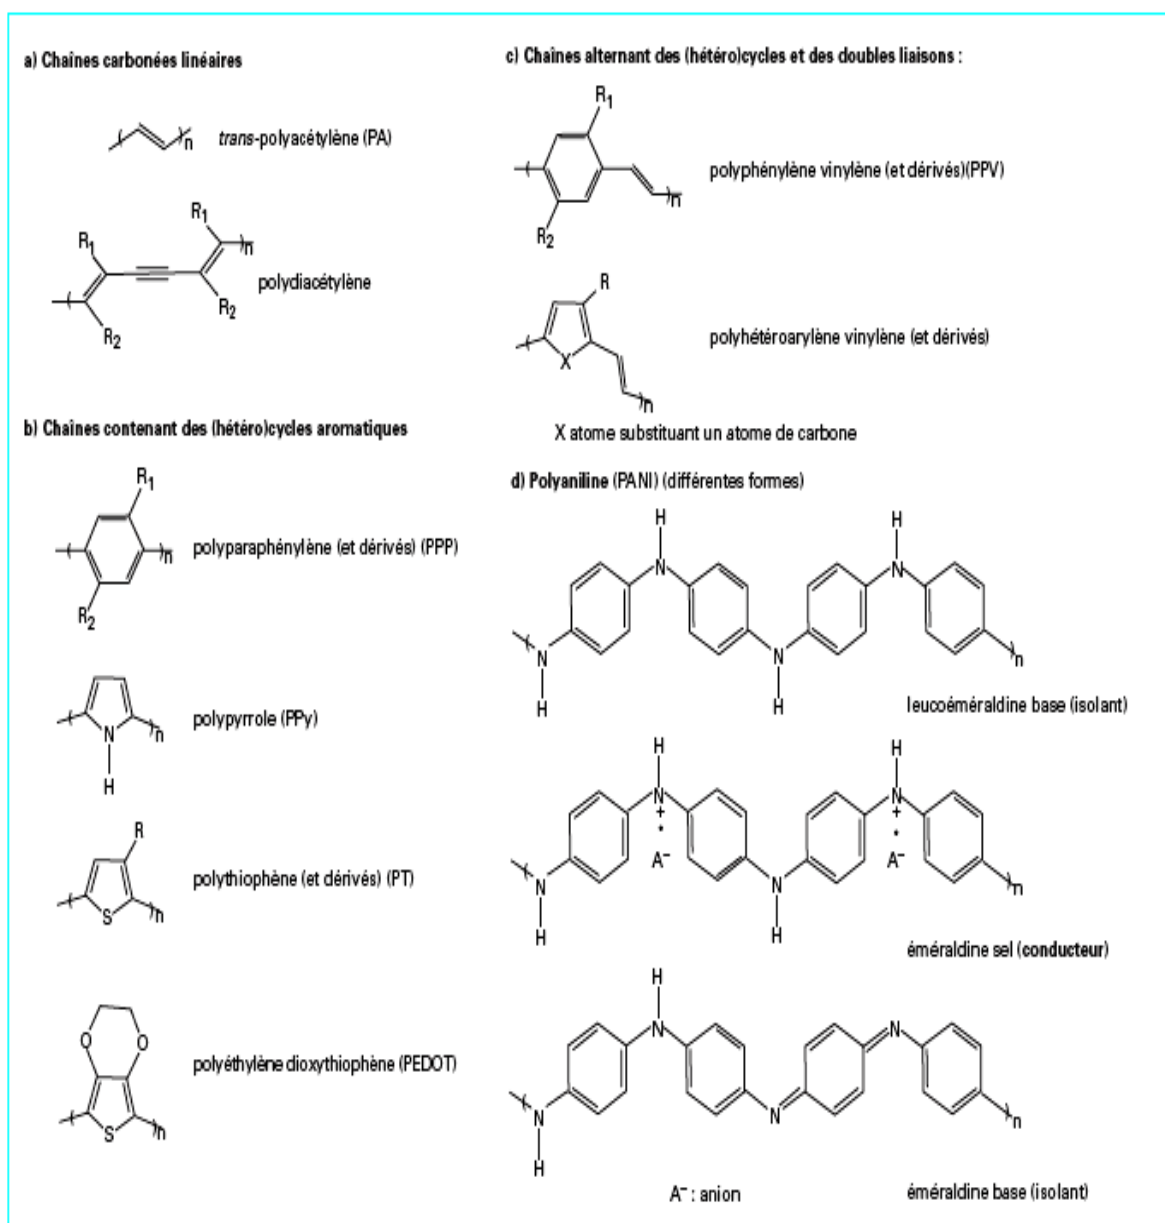 a) Chaînes carbonées linéaires
n
trans-polyacétylène (PA)
R1
R1
n
polydiacétylène
R2
R2
b) Chaînes contenant des (hétéro)cycles aromatiques
R1
n
polyparaphénylène (et dérivés) (PPP)
R2
N
H
n
polypyrrole (PPy)
R
S
n
polythiophène (et dérivés) (PT)
O
O
S
n
polyéthylène dioxythiophène (PEDOT)
c) Chaînes alternant des (hétéro)cycles et des doubles liaisons :
R1
n
polyphénylène vinylène (et dérivés)(PPV)
R2
R
X
n
polyhétéroarylène vinylène (et dérivés)
X atome substituant un atome de carbone
d) Polyaniline (PANI) (différentes formes)
H H
N N
N N n
H H
leucoéméraldine base (isolant)
H H
N N
+ +
• •
A– A–
N N n
H H
éméraldine sel (conducteur)
H
N N
N N n
H
A– : anion
éméraldine base (isolant)